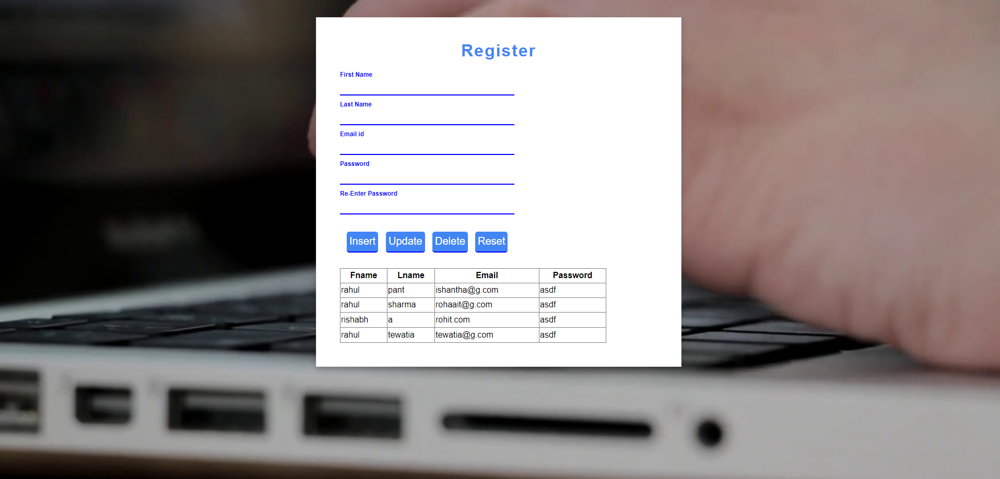 Register
First Name
Last Name
Email id
Password
Re-Enter Password
Insert Update Delete Reset
Fname Lname Email Password
rahul pant ishantha@g.com asdf
rahul sharma rohaait@g.com asdf
rishabh a rohit.com asdf
rahul tewatia tewatia@g.com asdf